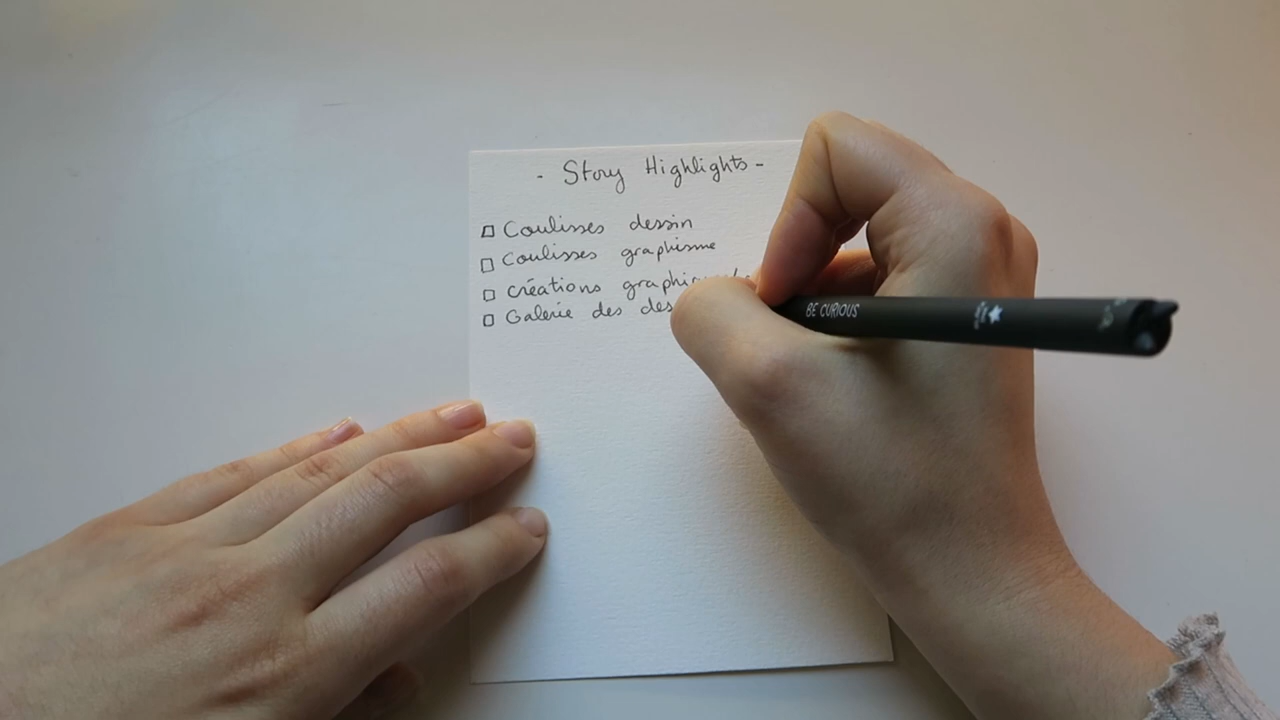 - Story Highlights -
□ Coulisses dessin
□ Coulisses graphisme
□ créations
□ Galerie des
BE CURIOUS